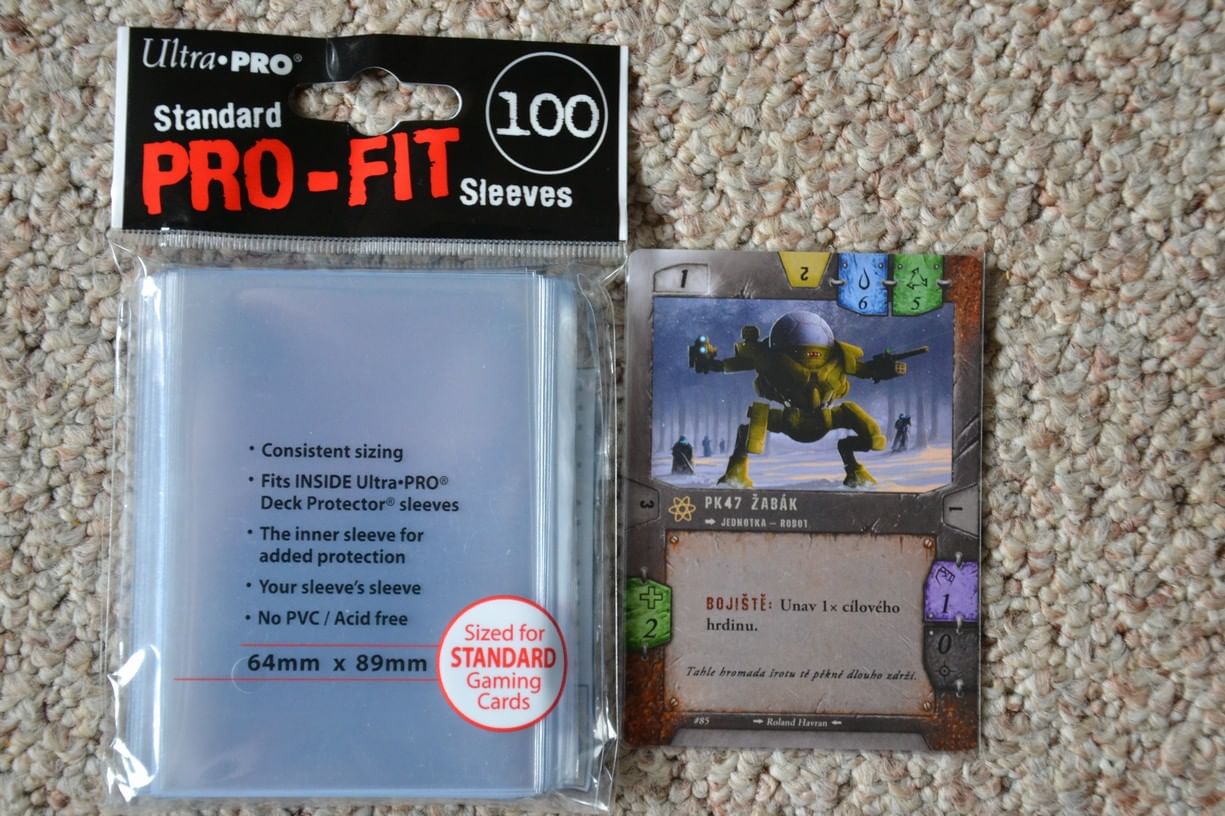 Ultra•PRO®
100
Standard
PRO-FIT
Sleeves
• Consistent sizing
• Fits INSIDE Ultra•PRO®
Deck Protector® sleeves
• The inner sleeve for
added protection
• Your sleeve's sleeve
• No PVC / Acid free
64mm x 89mm
Sized for
STANDARD
Gaming
Cards
1
2
6
5
3
PK47 ŽABÁK
1
➡ JEDNOTKA – ROBOT
2
BOJIŠTĚ: Unav 1× cílového
hrdinu.
1
0
Tahle hromada šrotu tě pěkně dlouho zdrží.
#85
➡ Roland Havran ⬅